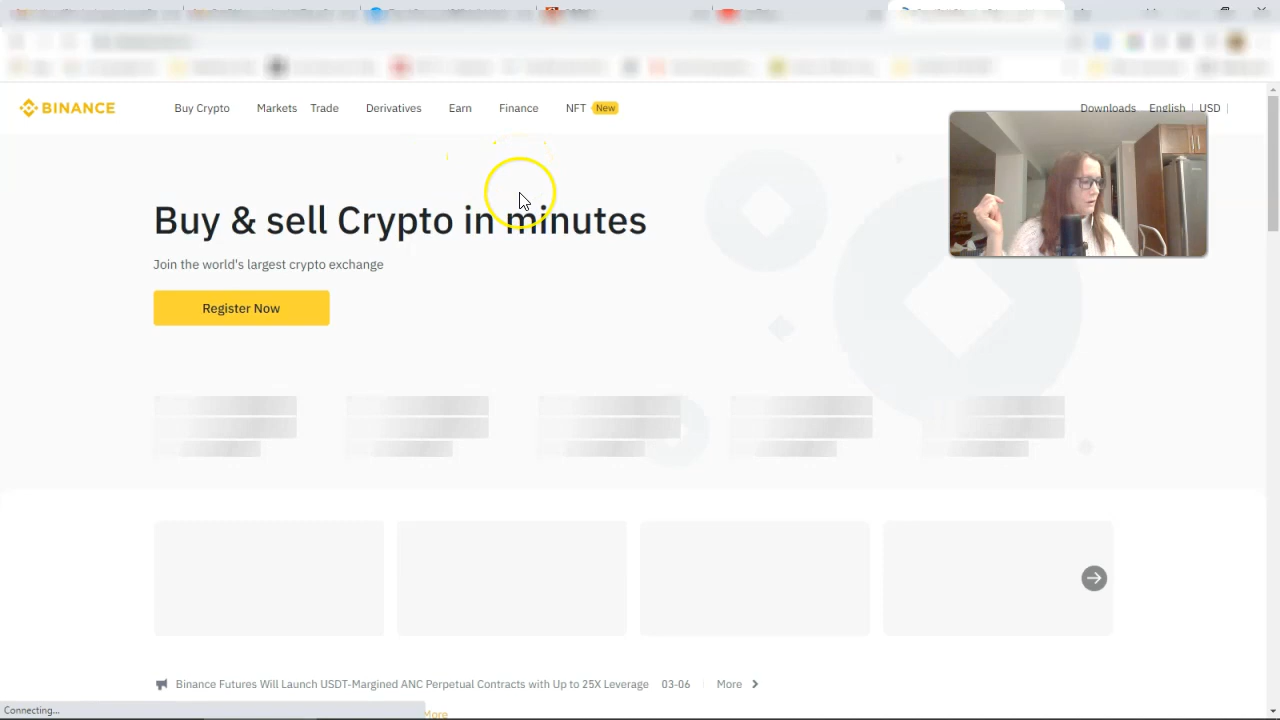 BINANCE
Buy Crypto Markets Trade Derivatives Earn Finance NFT New Downloads English USD
Buy & sell Crypto in minutes
Join the world's largest crypto exchange
Register Now
Binance Futures Will Launch USDT-Margined ANC Perpetual Contracts with Up to 25X Leverage 03-06 More
Connecting...
More